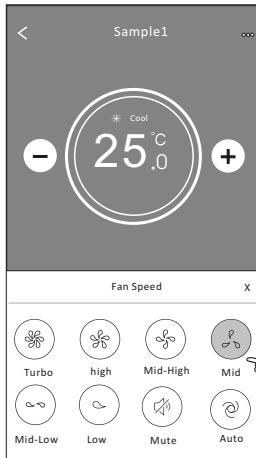 Sample1
Cool
25.0 °C
Fan Speed X
Turbo high Mid-High Mid
Mid-Low Low Mute Auto